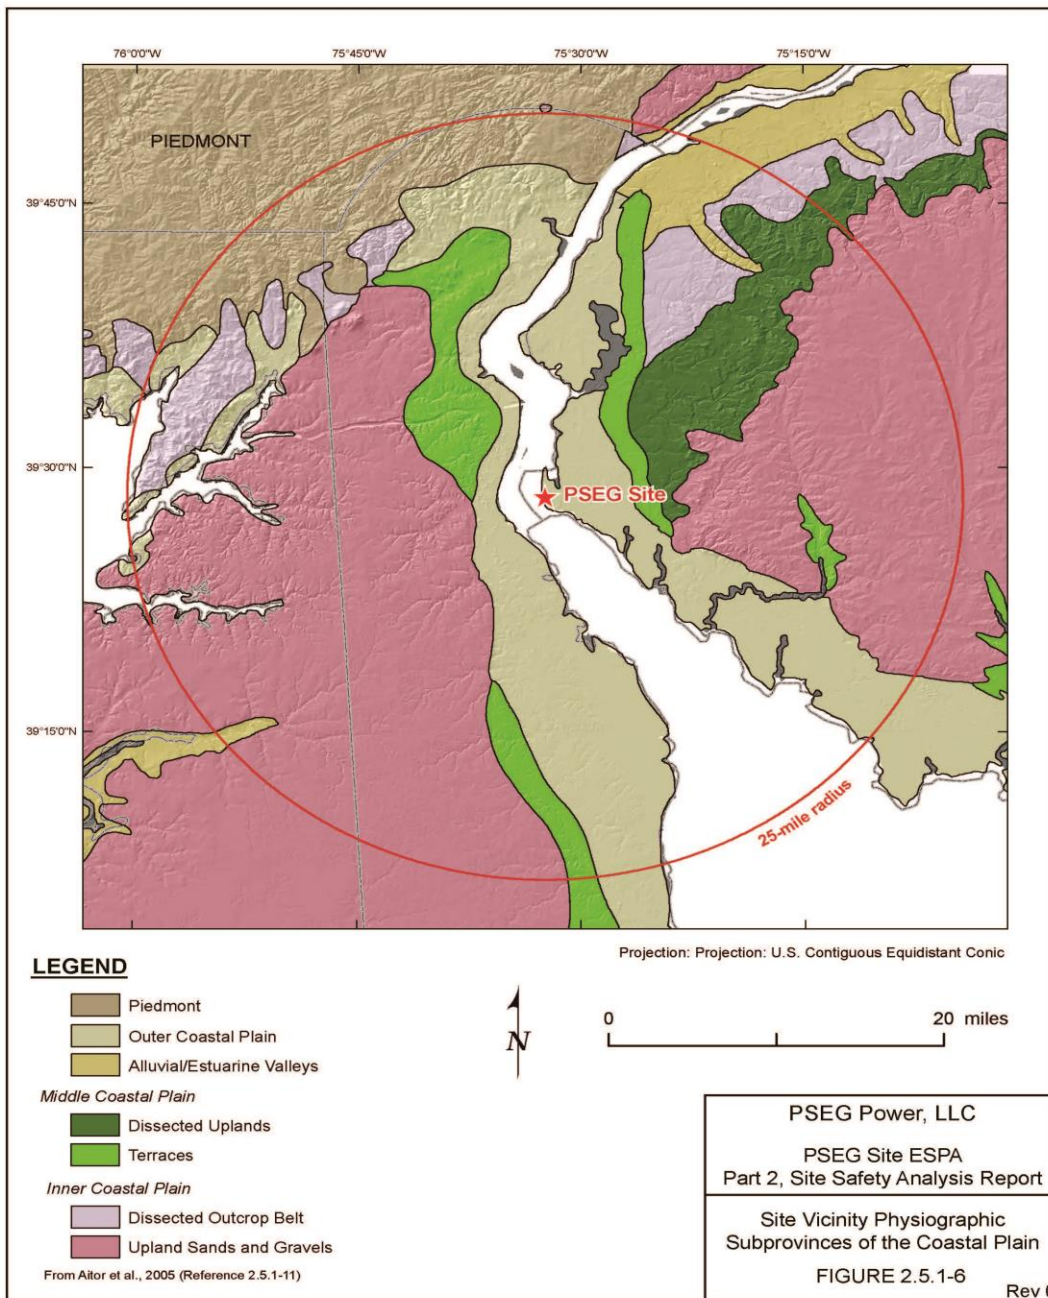 76°0'0"W 75°45'0"W 75°30'0"W 75°15'0"W
PIEDMONT
39°45'0"N
39°30'0"N
PSEG Site
39°15'0"N
25-mile radius
Projection: Projection: U.S. Contiguous Equidistant Conic
LEGEND
Piedmont
Outer Coastal Plain
Alluvial/Estuarine Valleys
Middle Coastal Plain
Dissected Uplands
Terraces
Inner Coastal Plain
Dissected Outcrop Belt
Upland Sands and Gravels
From Aitor et al., 2005 (Reference 2.5.1-11)
N
0 20 miles
PSEG Power, LLC
PSEG Site ESPA
Part 2, Site Safety Analysis Report
Site Vicinity Physiographic
Subprovinces of the Coastal Plain
FIGURE 2.5.1-6
Rev